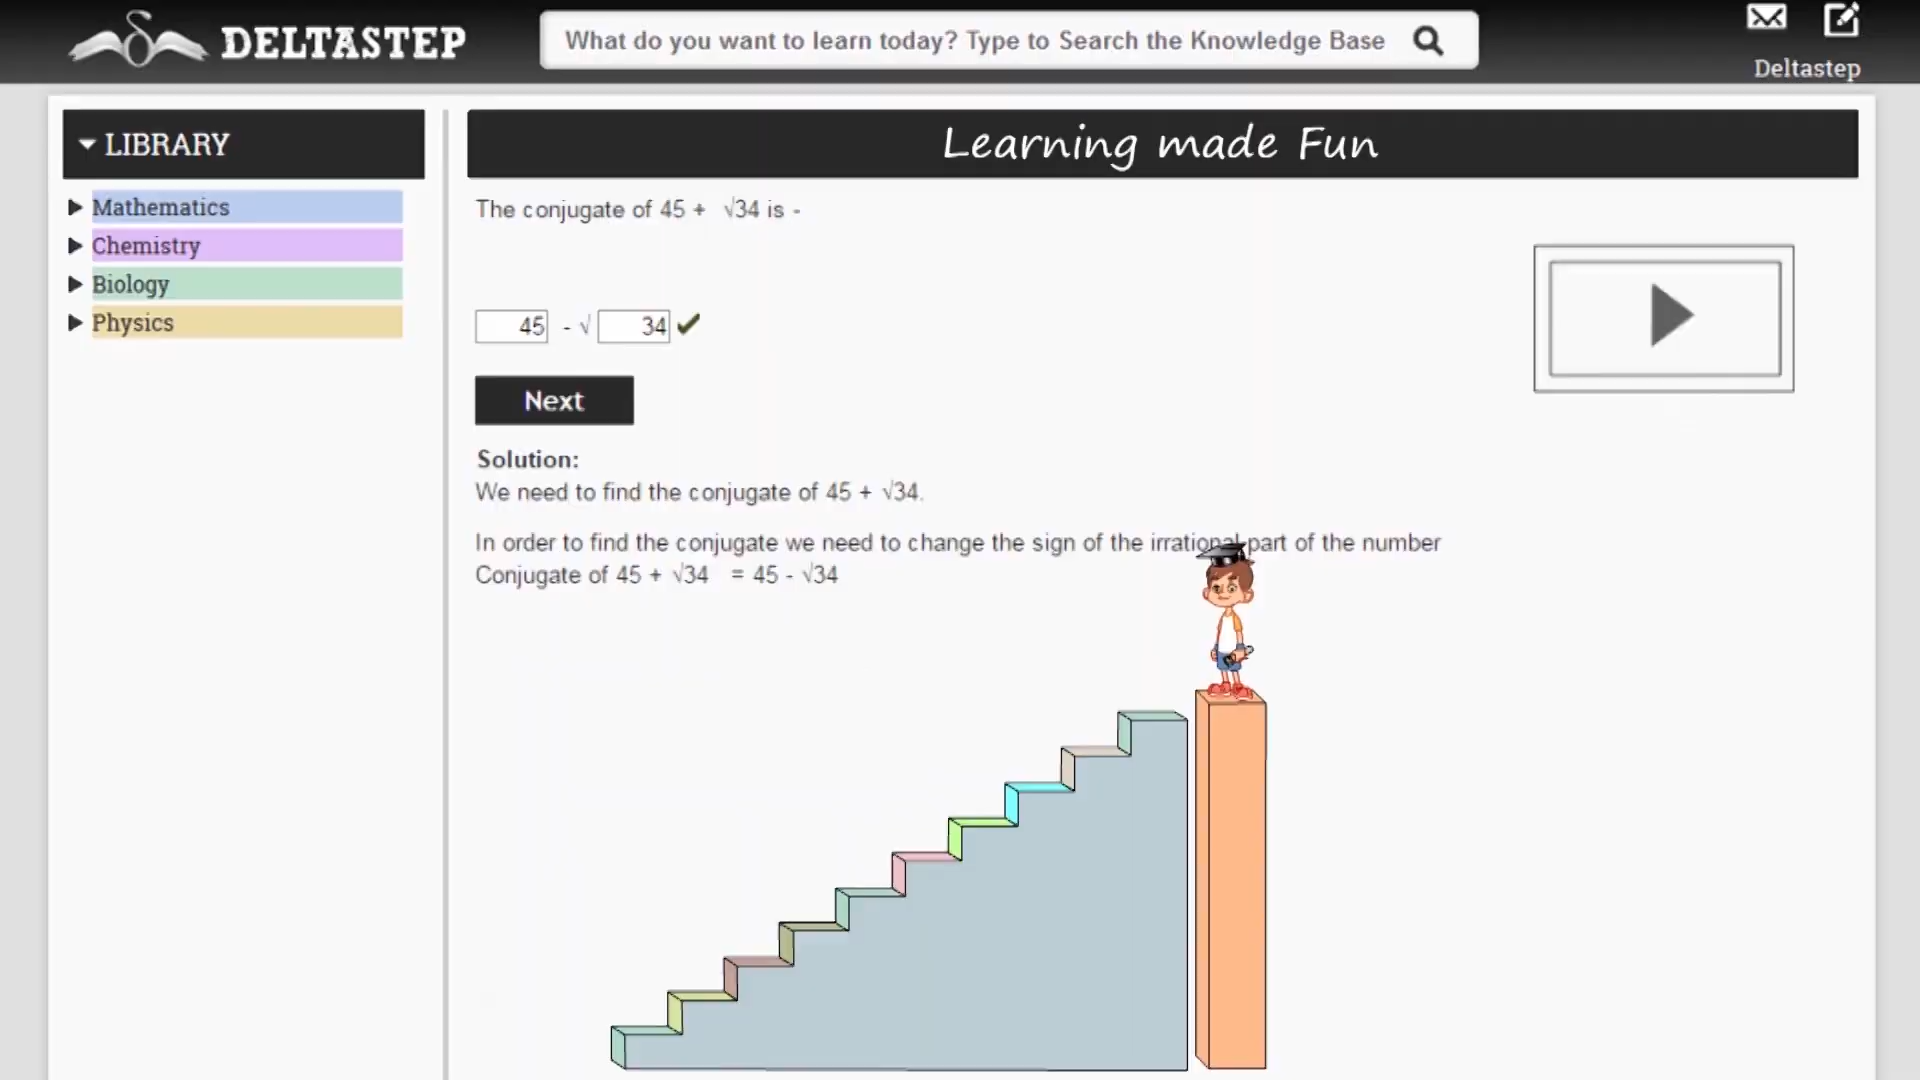 DELTASTEP
What do you want to learn today? Type to Search the Knowledge Base
Deltastep
LIBRARY
Mathematics
Chemistry
Biology
Physics
Learning made Fun
The conjugate of 45 + √34 is -
45 - √ 34
Next
Solution:
We need to find the conjugate of 45 + √34.
In order to find the conjugate we need to change the sign of the irrational part of the number
Conjugate of 45 + √34 = 45 - √34